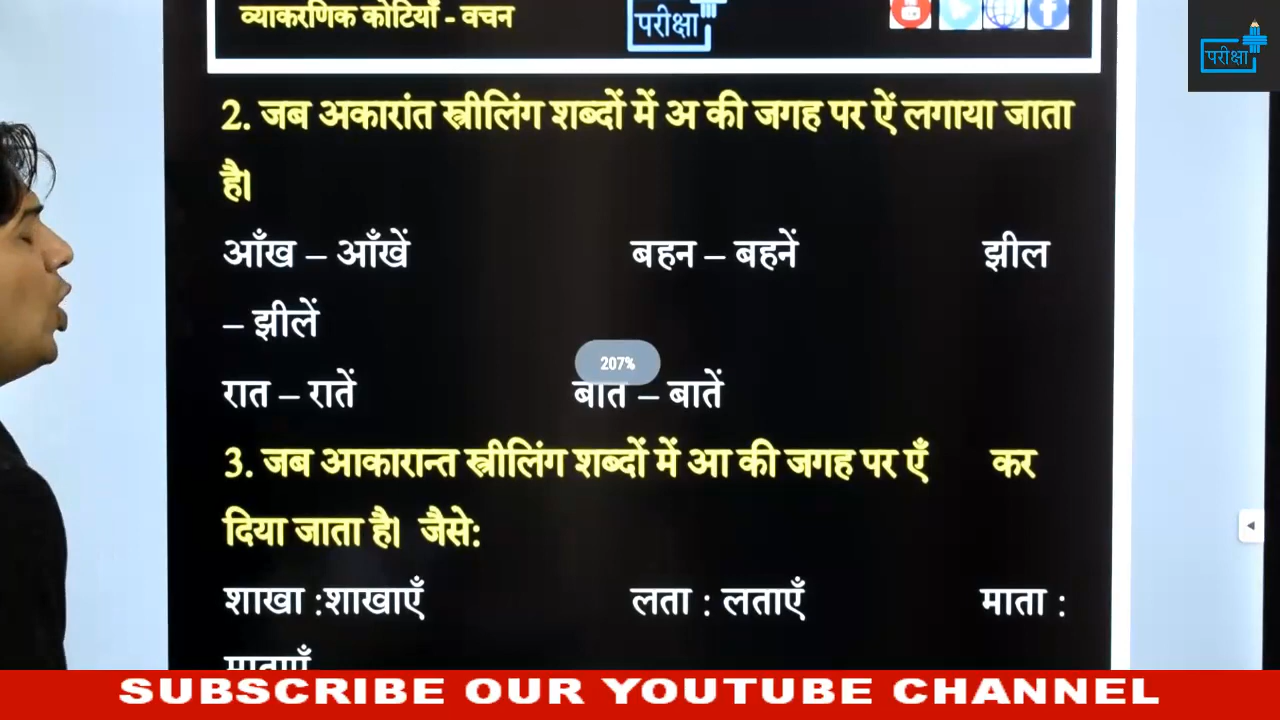 व्याकरणिक कोटियाँ - वचन
परीक्षा
परीक्षा
2. जब अकारांत स्त्रीलिंग शब्दों में अ की जगह पर ऐं लगाया जाता
है।
आँख – आँखें बहन – बहनें झील
– झीलें
207%
रात – रातें बात – बातें
3. जब आकारान्त स्त्रीलिंग शब्दों में आ की जगह पर एँ कर
दिया जाता है। जैसे:
शाखा :शाखाएँ लता : लताएँ माता :
माताएँ
SUBSCRIBE OUR YOUTUBE CHANNEL